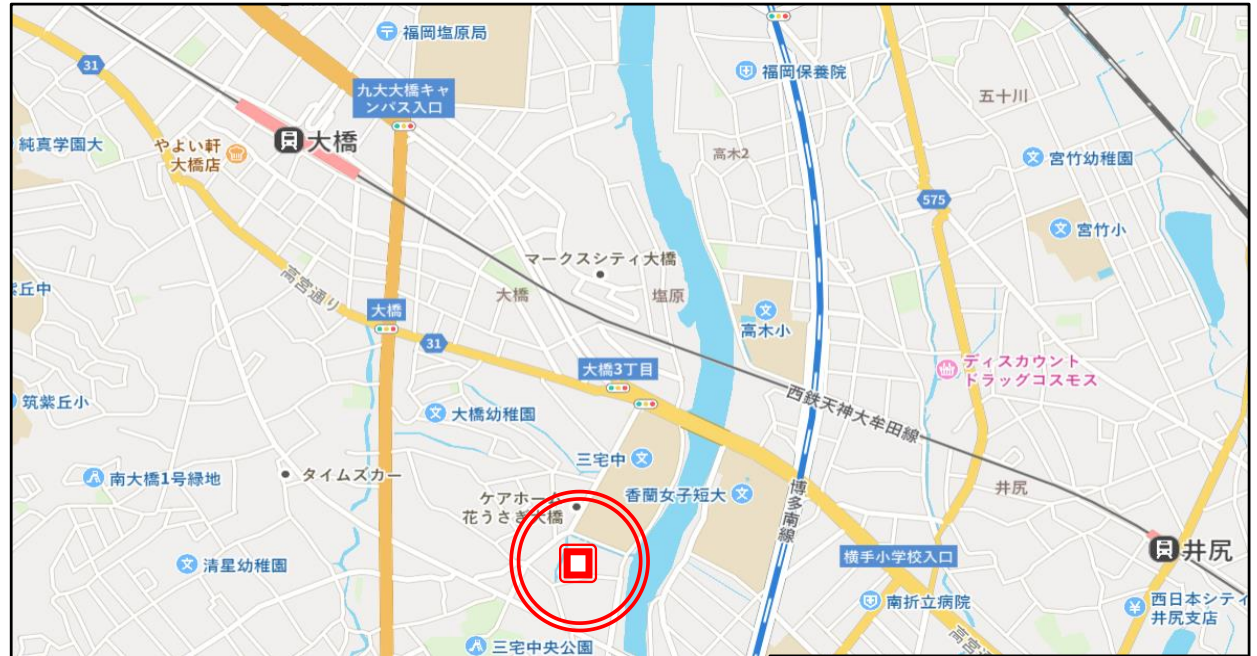 福岡塩原局
31
九大大橋キャ
ンパス入口
福岡保養院
五十川
純真学園大
やよい軒
大橋店
大橋
高木2
宮竹幼稚園
575
宮竹小
マークスシティ大橋
大橋
塩原
高宮通り
丘中
大橋
31
高木小
大橋3丁目
ディスカウント
ドラッグコスモス
西鉄天神大牟田線
筑紫丘小
大橋幼稚園
三宅中
南大橋1号緑地
タイムズカー
ケアホーム
花うさぎ大橋
香蘭女子短大
博多南線
井尻
横手小学校入口
井尻
清星幼稚園
南折立病院
西日本シティ
井尻支店
三宅中央公園
高宮通